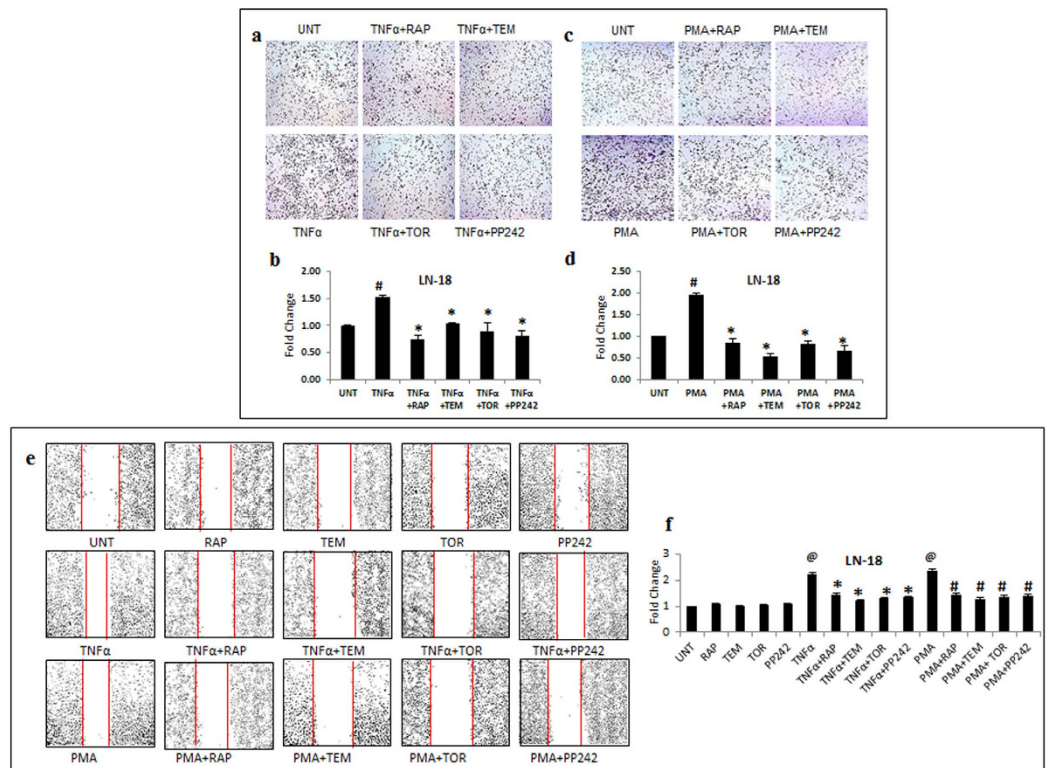 a
UNT
TNFα+RAP
TNFα+TEM
TNFα
TNFα+TOR
TNFα+PP242
b
LN-18
Fold Change
2.00
1.50
1.00
0.50
0.00
#
*
*
*
*
UNT
TNFα
TNFα +RAP
TNFα +TEM
TNFα +TOR
TNFα +PP242
c
UNT
PMA+RAP
PMA+TEM
PMA
PMA+TOR
PMA+PP242
d
LN-18
Fold Change
2.50
2.00
1.50
1.00
0.50
0.00
#
*
*
*
*
UNT
PMA
PMA +RAP
PMA +TEM
PMA +TOR
PMA +PP242
e
UNT
RAP
TEM
TOR
PP242
TNFα
TNFα+RAP
TNFα+TEM
TNFα+TOR
TNFα+PP242
PMA
PMA+RAP
PMA+TEM
PMA+TOR
PMA+PP242
f
LN-18
Fold Change
3
2
1
0
@
*
*
*
*
@
#
#
#
#
UNT
RAP
TEM
TOR
PP242
TNFα
TNFα+RAP
TNFα+TEM
TNFα+TOR
TNFα+PP242
PMA
PMA+RAP
PMA+TEM
PMA+ TOR
PMA+PP242